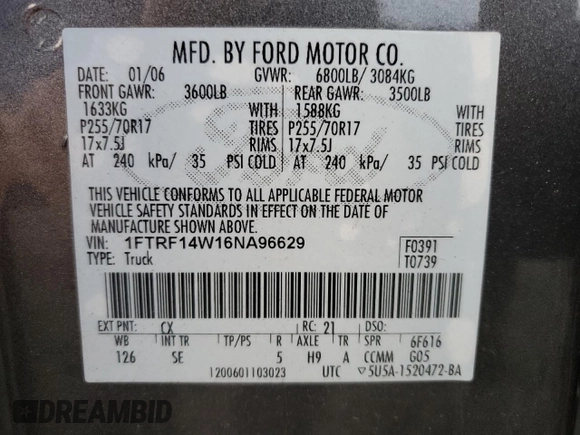 MFD. BY FORD MOTOR CO.
DATE: 01/06 GVWR: 6800LB/ 3084KG
FRONT GAWR: 3600LB REAR GAWR: 3500LB
1633KG WITH 1588KG WITH
P255/70R17 TIRES P255/70R17 TIRES
17x7.5J RIMS 17x7.5J RIMS
AT 240 kPa/ 35 PSI COLD AT 240 kPa/ 35 PSI COLD
THIS VEHICLE CONFORMS TO ALL APPLICABLE FEDERAL MOTOR
VEHICLE SAFETY STANDARDS IN EFFECT ON THE DATE OF
MANUFACTURE SHOWN ABOVE.
VIN: 1FTRF14W16NA96629 F0391
TYPE: Truck T0739
EXT PNT: CX RC: 21 DSO:
WB INT TR TP/PS R AXLE TR SPR 6F616
126 SE 5 H9 A CCMM G05
1200601103023 UTC ▽5U5A-1520472-BA
Ford
DREAMBID